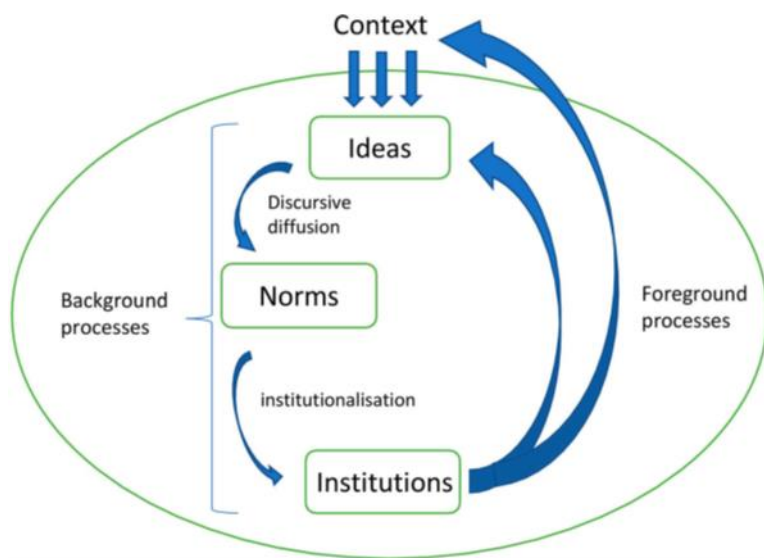 Context
Ideas
Discursive
diffusion
Norms
Background
processes
Foreground
processes
institutionalisation
Institutions